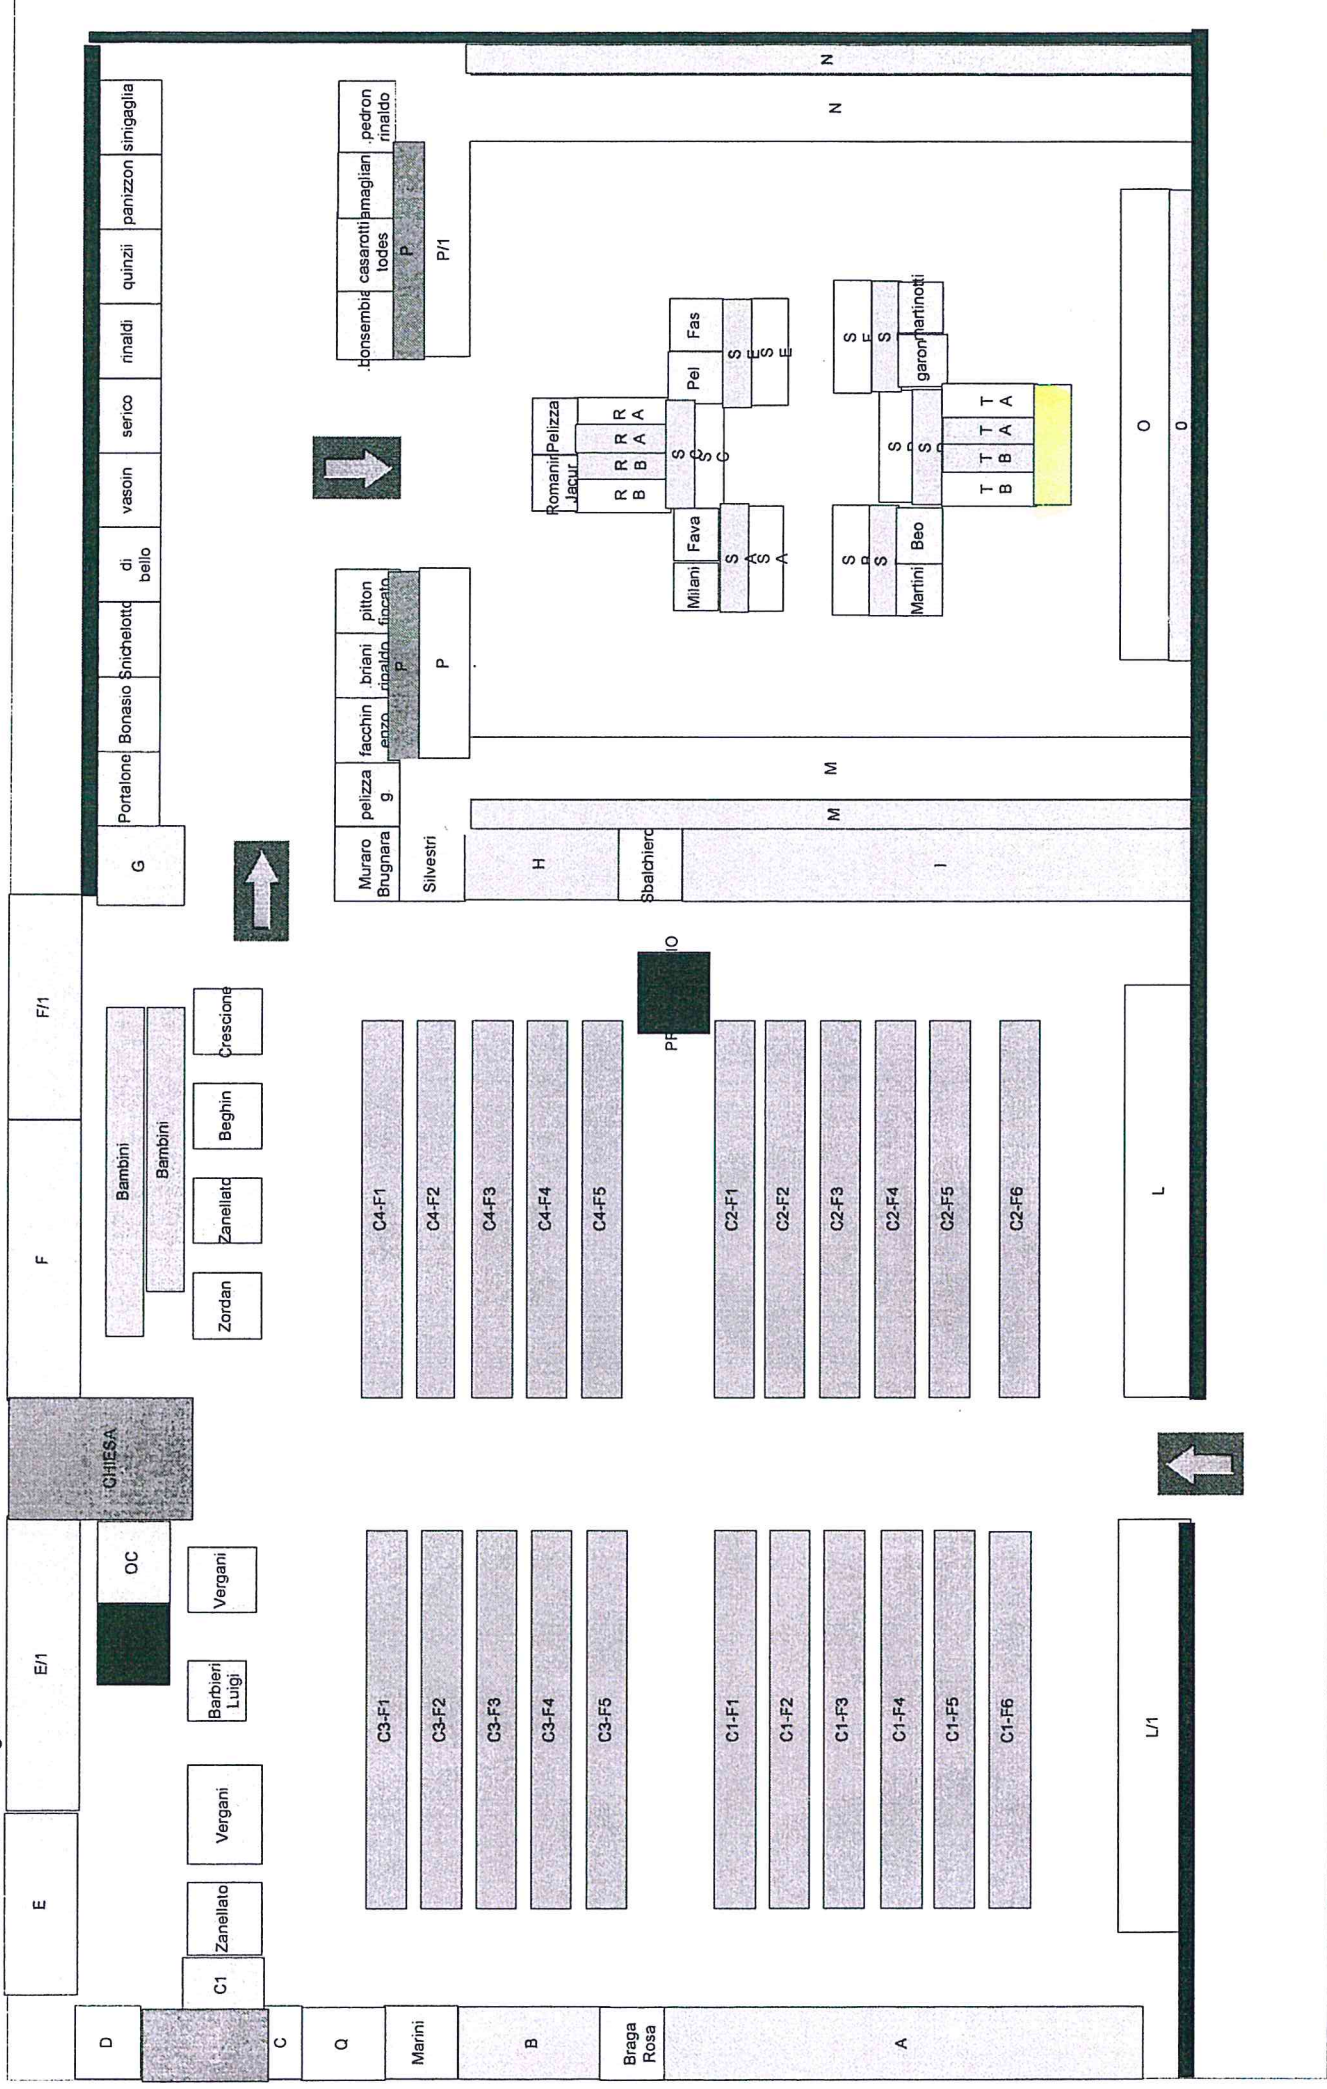 E
E/1
F
F/1
D
OC
CHIESA
Bambini
Bambini
G
Portalone
Bonasio
Snichelotto
di
bello
vasoin
serico
rinaldi
quinzii
panizzon
sinigaglia
C1
Zanellato
Vergani
Barbieri
Luigi
Vergani
Zordan
Zanellato
Beghin
Crescione
C
Q
Marini
B
Braga
Rosa
A
C3-F1
C3-F2
C3-F3
C3-F4
C3-F5
C4-F1
C4-F2
C4-F3
C4-F4
C4-F5
C1-F1
C1-F2
C1-F3
C1-F4
C1-F5
C1-F6
C2-F1
C2-F2
C2-F3
C2-F4
C2-F5
C2-F6
L/1
L
Muraro
Brugnara
pelizza
g.
facchin
enzo
.briani
rinaldo
pitton
fincato
P
P
.bonsembia
casarotti
todes
amaglian
.pedron
rinaldo
P
P/1
Silvestri
H
Sbalchiero
I
M
M
Romanin
Jacur
Pelizza
R
B
R
B
R
A
R
A
Milani
Fava
S
A
S
A
S
C
S
C
Pel
Fas
S
E
S
E
S
S
Martini
Beo
S
S
S
S
garon
martinotti
T
B
T
B
T
A
T
A
N
N
O
O